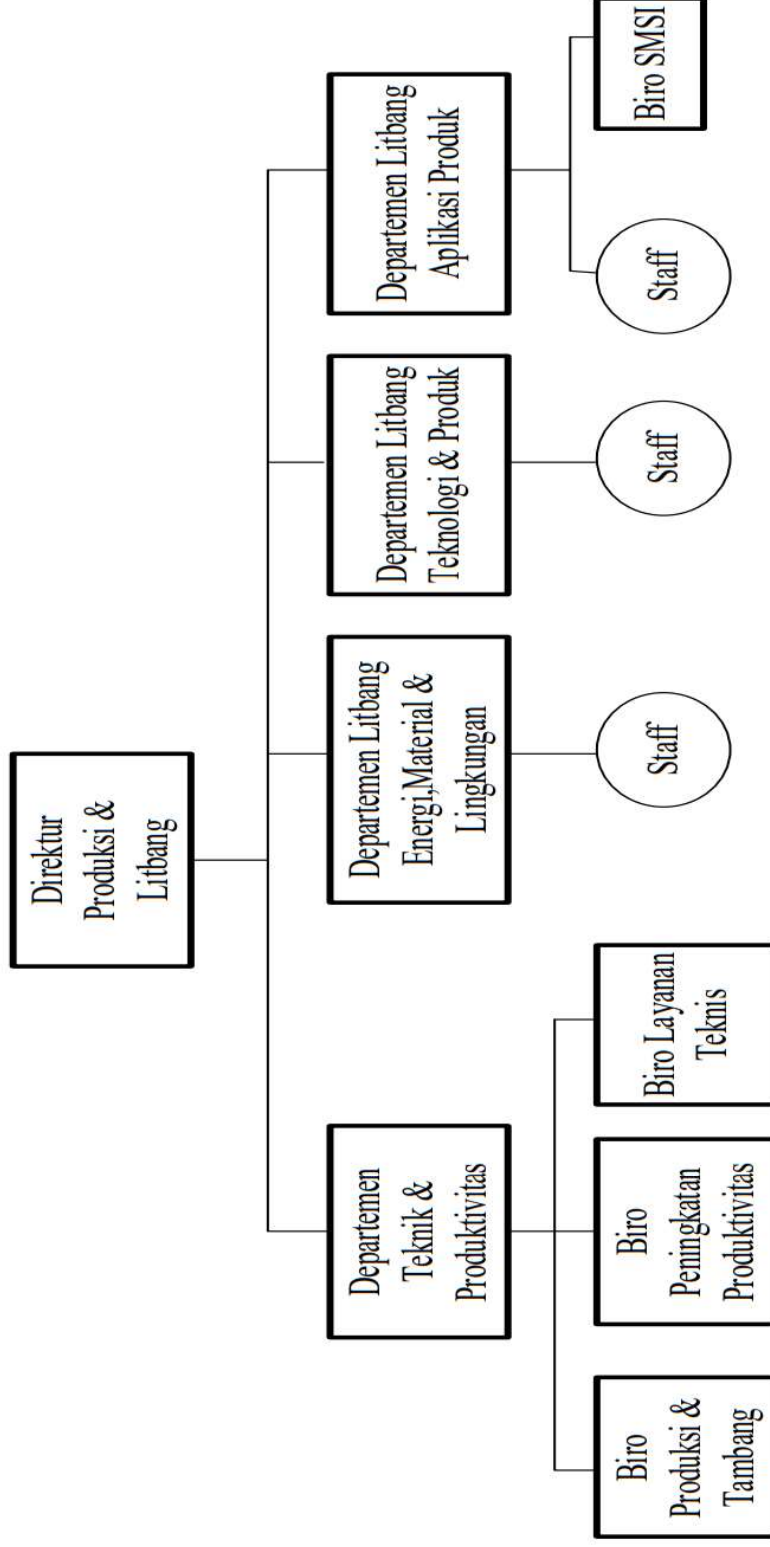 Direktur
Produksi &
Litbang
Departemen
Teknik &
Produktivitas
Departemen Litbang
Energi,Material &
Lingkungan
Departemen Litbang
Teknologi & Produk
Departemen Litbang
Aplikasi Produk
Biro
Produksi &
Tambang
Biro
Peningkatan
Produktivitas
Biro Layanan
Teknis
Staff
Staff
Staff
Biro SMSI